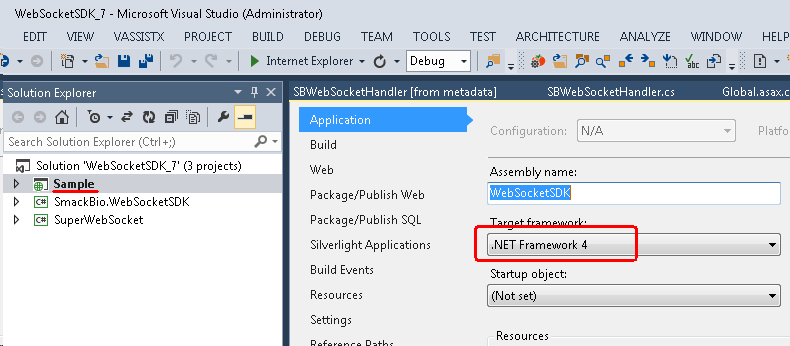 WebSocketSDK_7 - Microsoft Visual Studio (Administrator)
FILE EDIT VIEW VASSISTX PROJECT BUILD DEBUG TEAM TOOLS TEST ARCHITECTURE ANALYZE WINDOW
Internet Explorer Debug
Solution Explorer
Search Solution Explorer (Ctrl+;)
Solution 'WebSocketSDK_7' (3 projects)
Sample
C# SmackBio.WebSocketSDK
C# SuperWebSocket
SBWebSocketHandler [from metadata] SBWebSocketHandler.cs Global.asax.c
Application
Build
Web
Package/Publish Web
Package/Publish SQL
Silverlight Applications
Build Events
Resources
Settings
Reference Paths
Configuration: N/A Platfo
Assembly name:
WebSocketSDK
Target framework:
.NET Framework 4
Startup object:
(Not set)
Resources